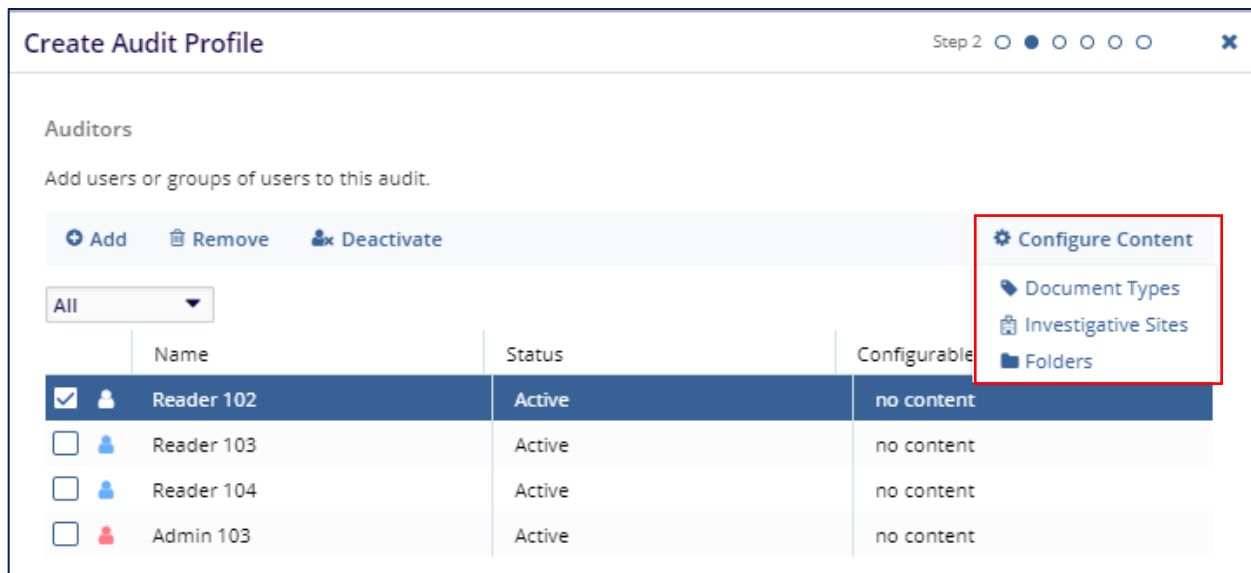 Create Audit Profile Step 2
Auditors
Add users or groups of users to this audit.
Add Remove Deactivate Configure Content
Document Types
Investigative Sites
Folders
All
Name Status Configurable
Reader 102 Active no content
Reader 103 Active no content
Reader 104 Active no content
Admin 103 Active no content